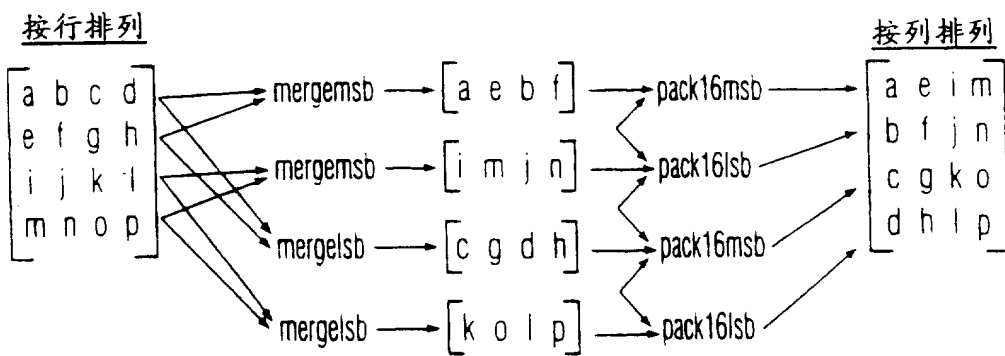 按行排列
按列排列
a b c d
e f g h
i j k l
m n o p
mergemsb
[a e b f]
pack16msb
mergemsb
[i m j n]
pack16lsb
mergelsb
[c g d h]
pack16msb
mergelsb
[k o l p]
pack16lsb
a e i m
b f j n
c g k o
d h l p